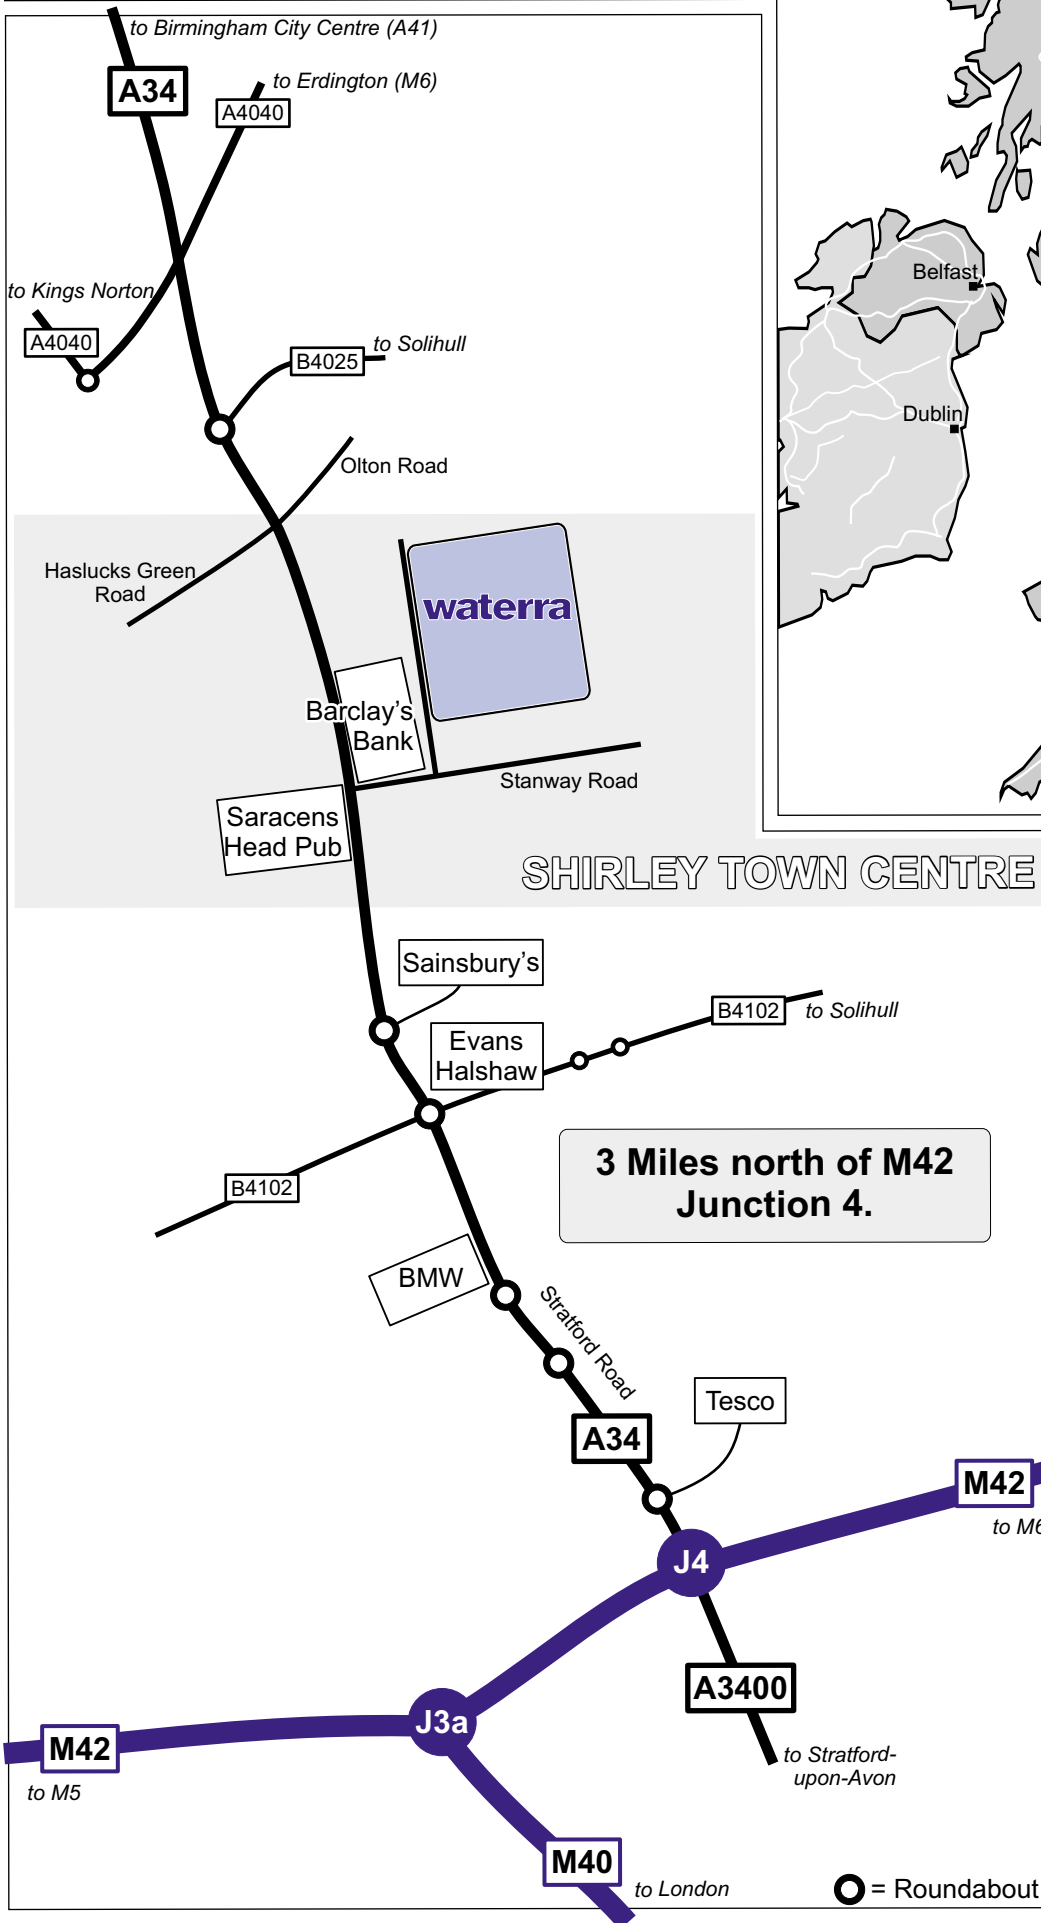 to Birmingham City Centre (A41)
A34
to Erdington (M6)
A4040
to Kings Norton
A4040
B4025
to Solihull
Olton Road
Haslucks Green
Road
waterra
Barclay's
Bank
Stanway Road
Saracens
Head Pub
SHIRLEY TOWN CENTRE
Belfast
Dublin
Sainsbury's
Evans
Halshaw
B4102
to Solihull
B4102
3 Miles north of M42
Junction 4.
BMW
Stratford Road
A34
Tesco
M42
to M6
J4
A3400
to Stratford-
upon-Avon
J3a
M42
to M5
M40
to London
= Roundabout